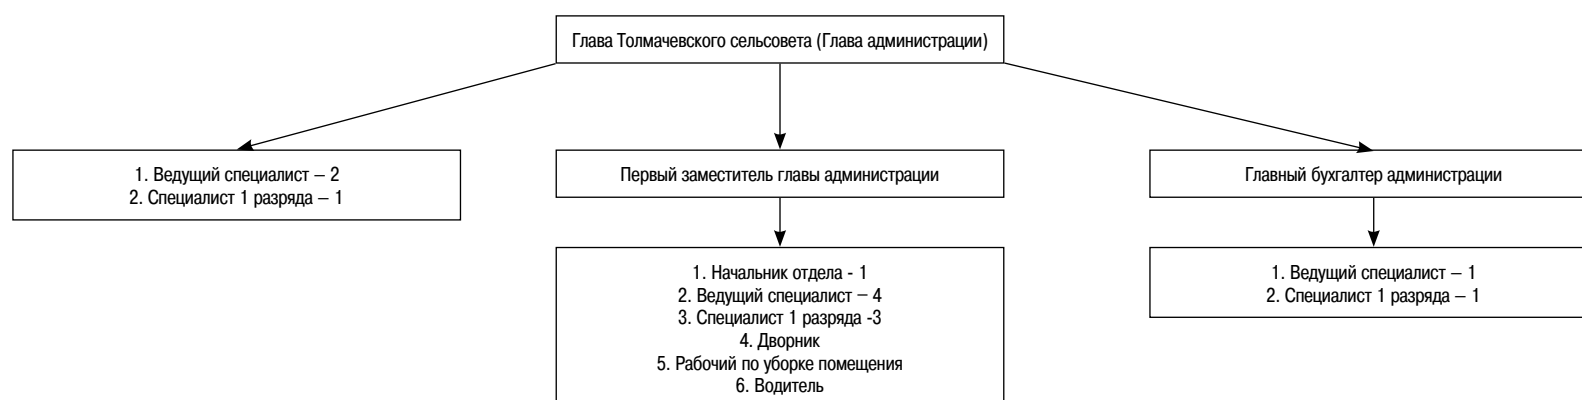 Глава Толмачевского сельсовета (Глава администрации)
1. Ведущий специалист – 2
2. Специалист 1 разряда – 1
Первый заместитель главы администрации
Главный бухгалтер администрации
1. Начальник отдела - 1
2. Ведущий специалист – 4
3. Специалист 1 разряда -3
4. Дворник
5. Рабочий по уборке помещения
6. Водитель
1. Ведущий специалист – 1
2. Специалист 1 разряда – 1